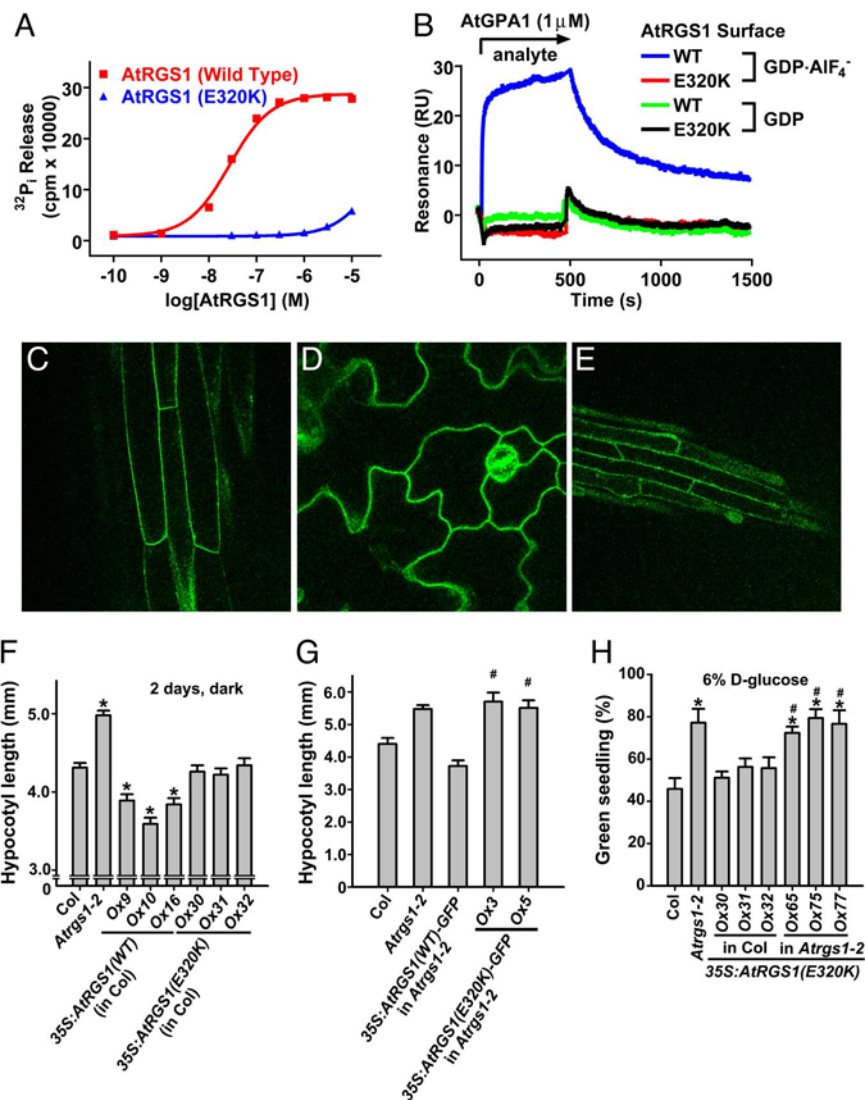 A
AtRGS1 (Wild Type)
AtRGS1 (E320K)
32Pi Release
(cpm x 10000)
30
20
10
0
-10 -9 -8 -7 -6 -5
log[AtRGS1] (M)
B
AtGPA1 (1μM)
analyte
AtRGS1 Surface
WT
E320K
GDP·AlF4-
WT
E320K
GDP
Resonance (RU)
30
20
10
0
0 500 1000 1500
Time (s)
C
D
E
F
2 days, dark
Hypocotyl length (mm)
5.0
4.0
3.0
0
Col
Atrgs1-2
Ox9
Ox10
Ox16
Ox30
Ox31
Ox32
35S:AtRGS1(WT)
(in Col)
35S:AtRGS1(E320K)
(in Col)
* * * *
G
Hypocotyl length (mm)
6.0
5.0
4.0
3.0
2.0
1.0
0
# #
Col
Atrgs1-2
35S:AtRGS1(WT)-GFP
in Atrgs1-2
Ox3
Ox5
35S:AtRGS1(E320K)-GFP
in Atrgs1-2
H
6% D-glucose
Green seedling (%)
100
80
60
40
20
0
# # #
* * * *
Col
Atrgs1-2
Ox30
Ox31
Ox32
Ox65
Ox75
Ox77
in Col
in Atrgs1-2
35S:AtRGS1(E320K)